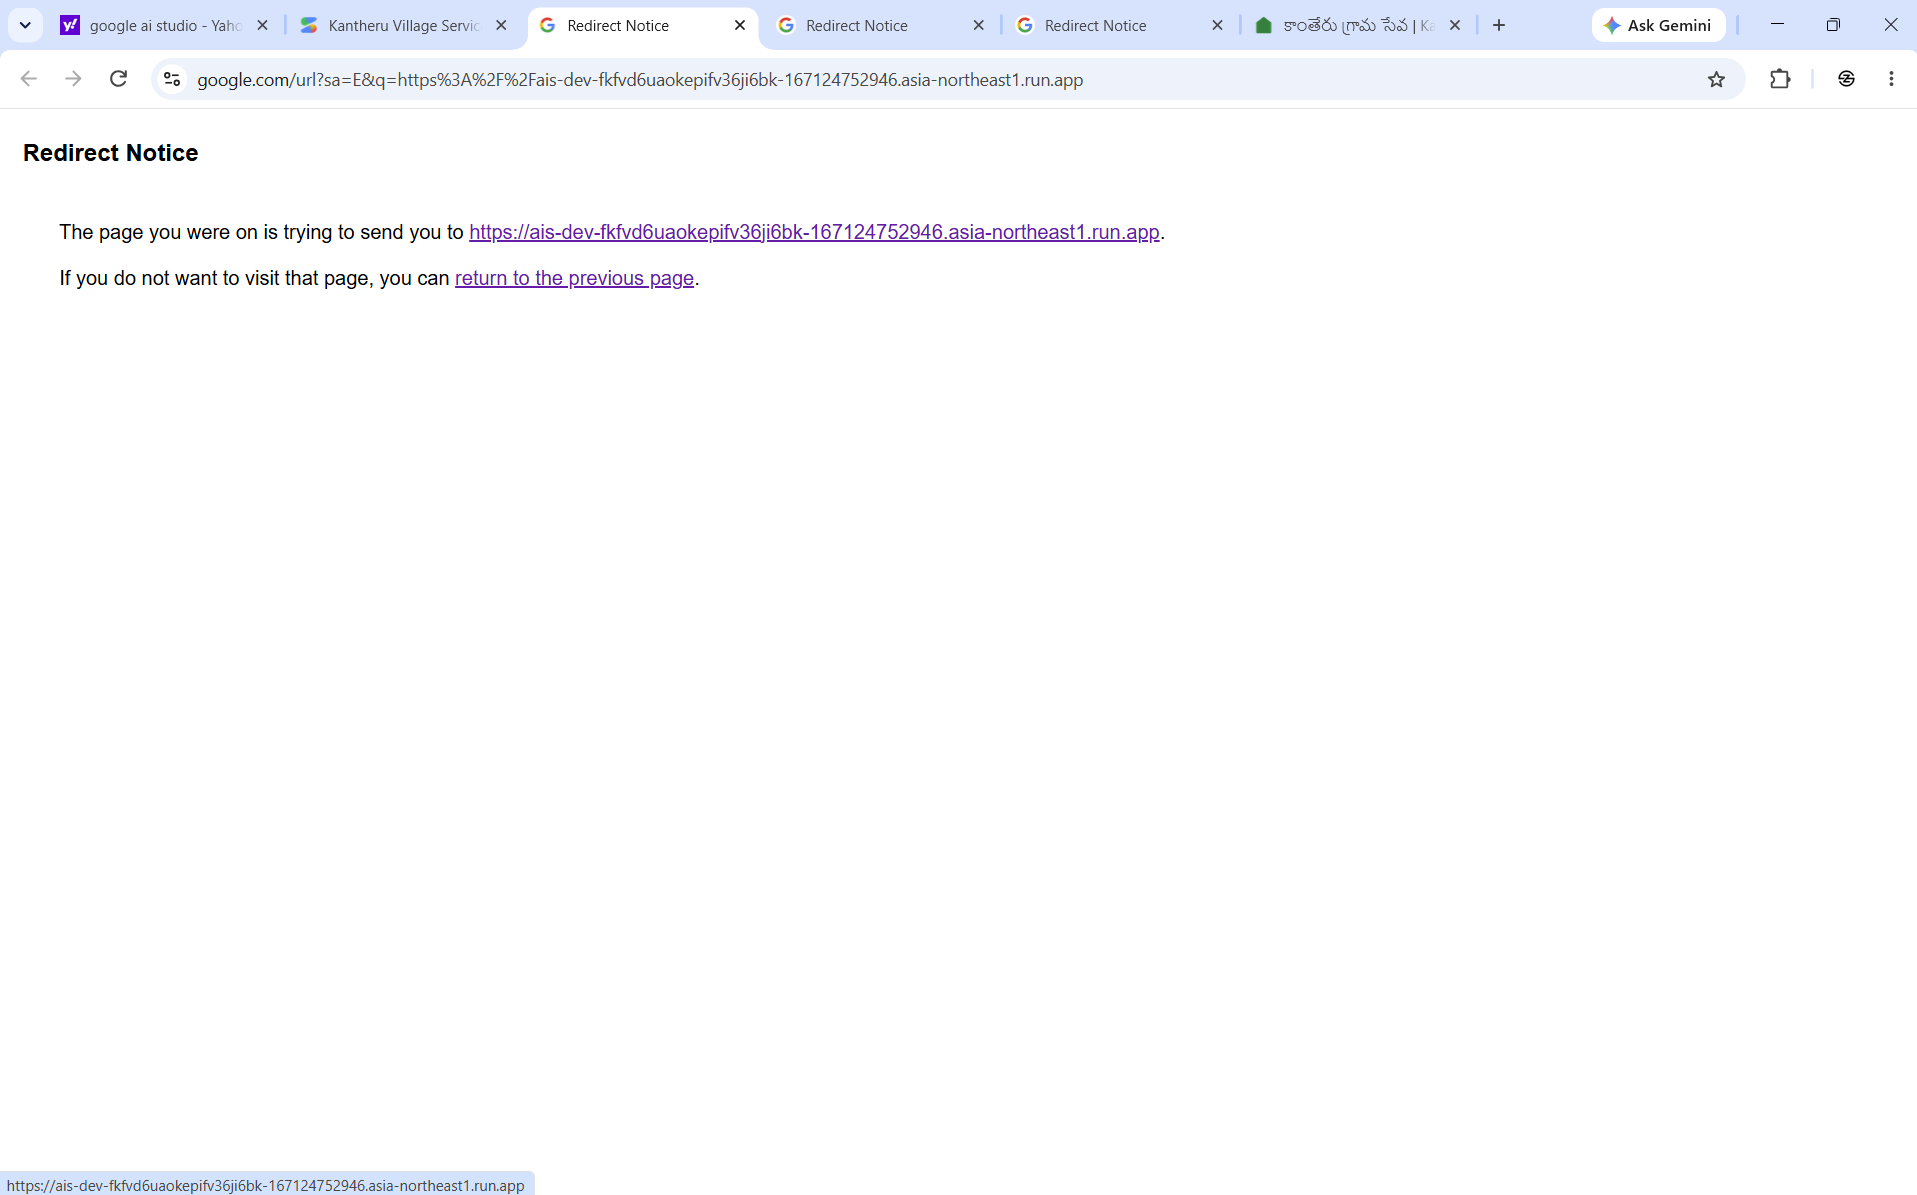 google ai studio - Yaho
Kantheru Village Servic
Redirect Notice
Redirect Notice
Redirect Notice
కాంతేరు గ్రామ సేవ | Ka
Ask Gemini
google.com/url?sa=E&q=https%3A%2F%2Fais-dev-fkfvd6uaokepifv36ji6bk-167124752946.asia-northeast1.run.app
Redirect Notice
The page you were on is trying to send you to https://ais-dev-fkfvd6uaokepifv36ji6bk-167124752946.asia-northeast1.run.app.
If you do not want to visit that page, you can return to the previous page.
https://ais-dev-fkfvd6uaokepifv36ji6bk-167124752946.asia-northeast1.run.app